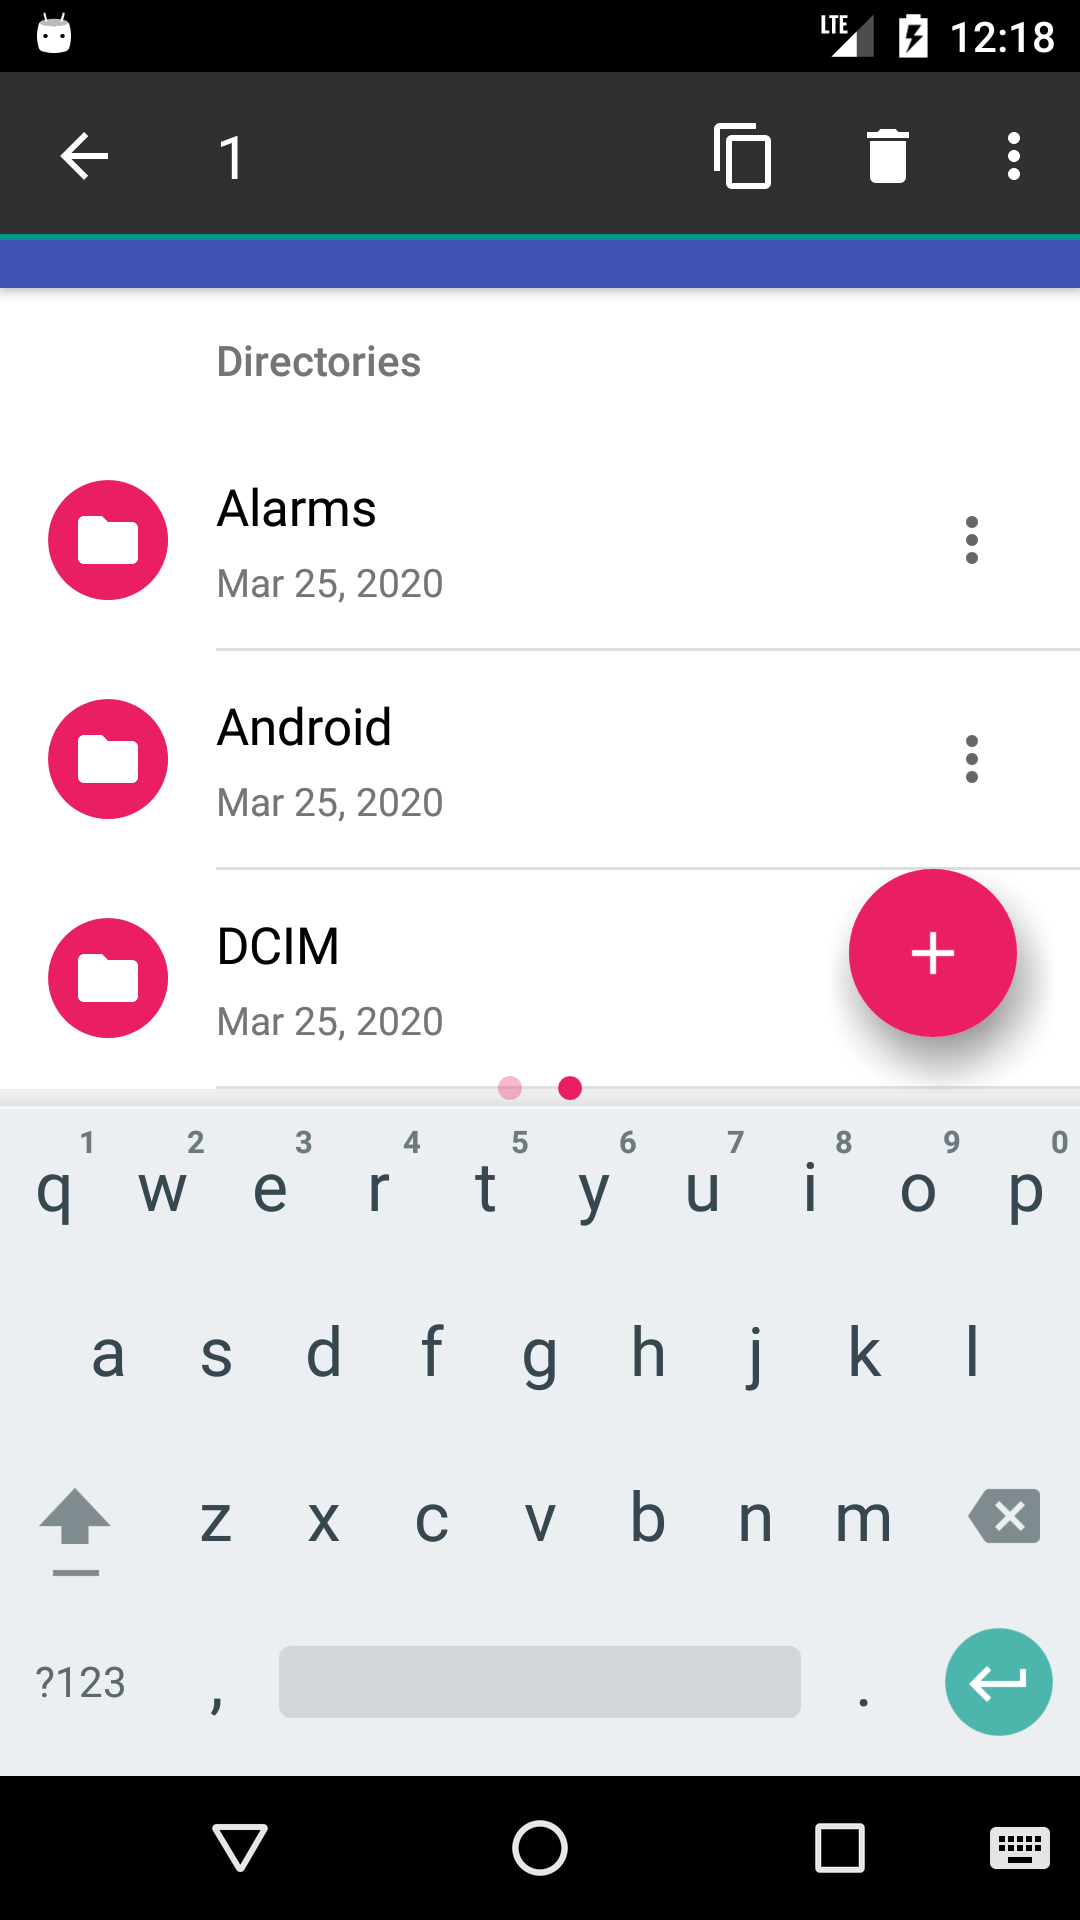 LTE 12:18
1
Directories
Alarms
Mar 25, 2020
Android
Mar 25, 2020
DCIM
Mar 25, 2020
1 2 3 4 5 6 7 8 9 0
q w e r t y u i o p
a s d f g h j k l
z x c v b n m
?123 , .